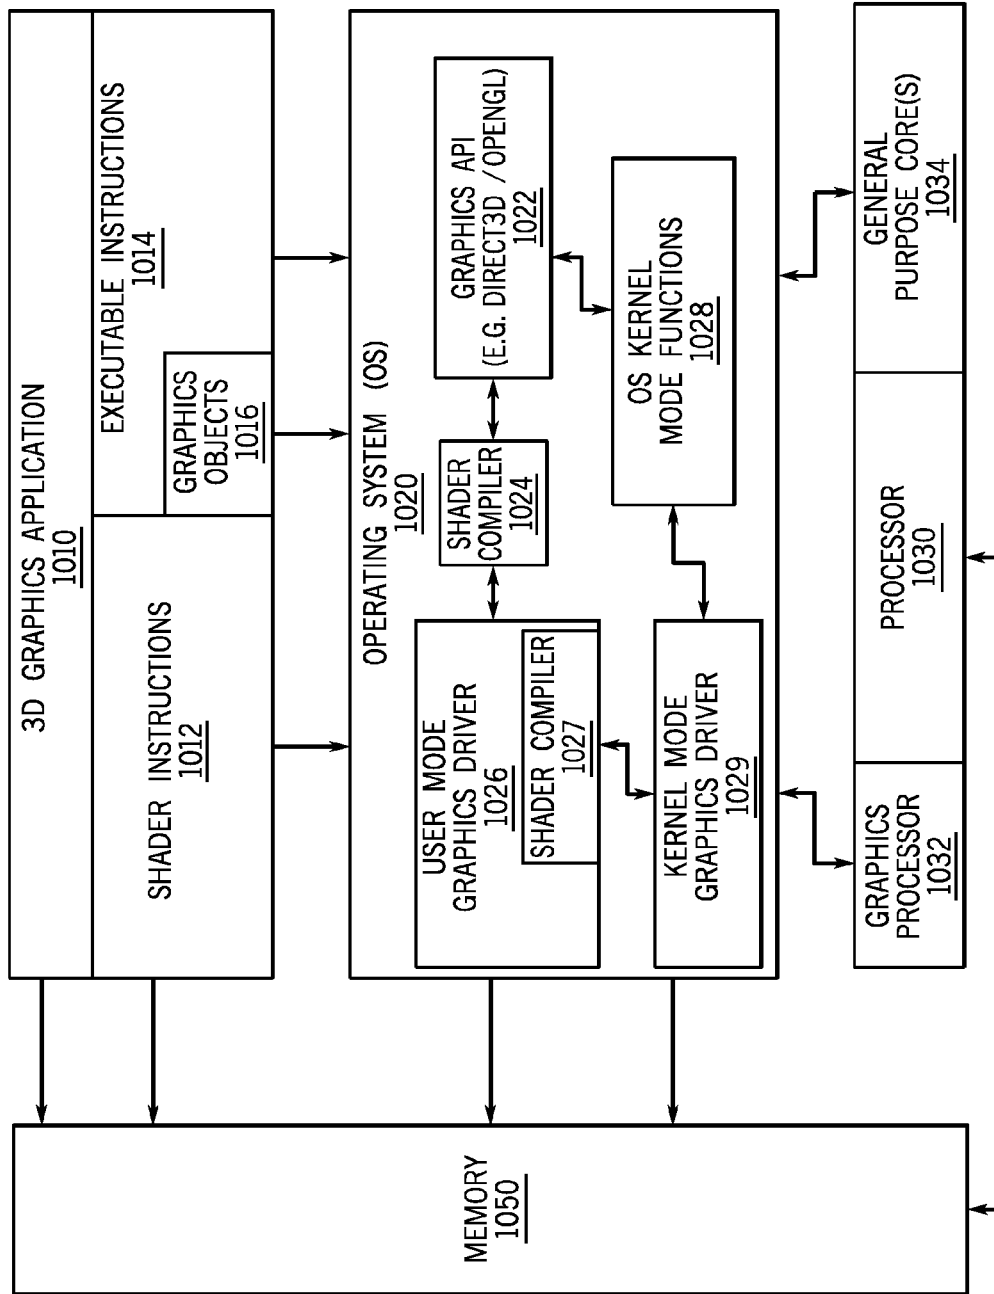 3D GRAPHICS APPLICATION
1010
SHADER INSTRUCTIONS
1012
EXECUTABLE INSTRUCTIONS
1014
GRAPHICS
OBJECTS
1016
OPERATING SYSTEM (OS)
1020
USER MODE
GRAPHICS DRIVER
1026
SHADER COMPILER
1027
SHADER
COMPILER
1024
GRAPHICS API
(E.G. DIRECT3D /OPENGL)
1022
KERNEL MODE
GRAPHICS DRIVER
1029
OS KERNEL
MODE FUNCTIONS
1028
GRAPHICS
PROCESSOR
1032
PROCESSOR
1030
GENERAL
PURPOSE CORE(S)
1034
MEMORY
1050